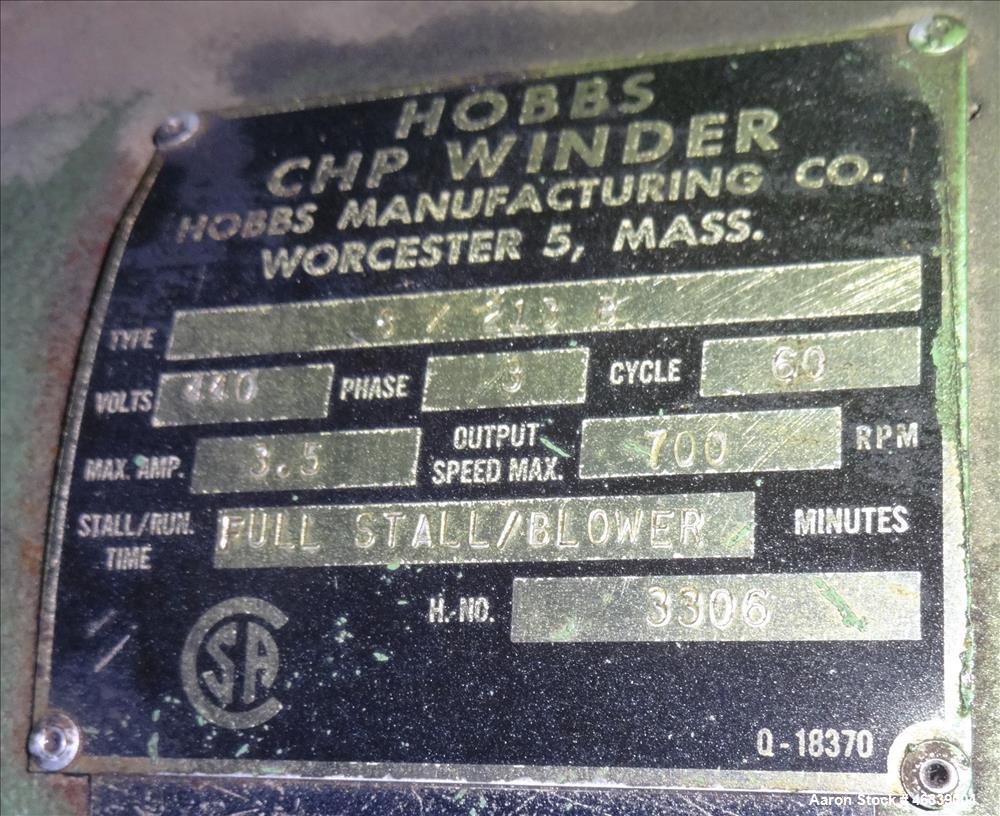 HOBBS
CHP WINDER
HOBBS MANUFACTURING CO.
WORCESTER 5, MASS.
TYPE
VOLTS 440 PHASE 3 CYCLE 60
MAX. AMP. 3.5 OUTPUT SPEED MAX. 700 RPM
STALL/RUN. TIME FULL STALL/BLOWER MINUTES
H.-NO. 3306
CSA
Q-18370
Aaron Stock #